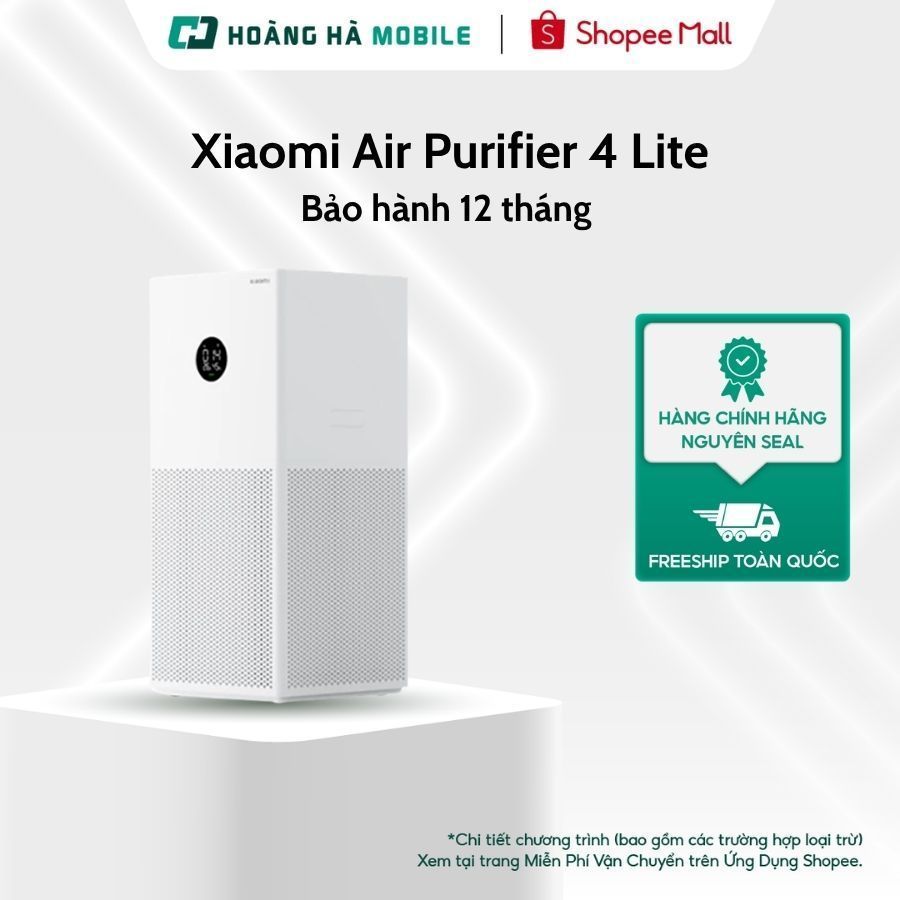 HOÀNG HÀ MOBILE
Shopee Mall
Xiaomi Air Purifier 4 Lite
Bảo hành 12 tháng
xiaomi
HÀNG CHÍNH HÃNG
NGUYÊN SEAL
FREESHIP TOÀN QUỐC
*Chi tiết chương trình (bao gồm các trường hợp loại trừ)
Xem tại trang Miễn Phí Vận Chuyển trên Ứng Dụng Shopee.